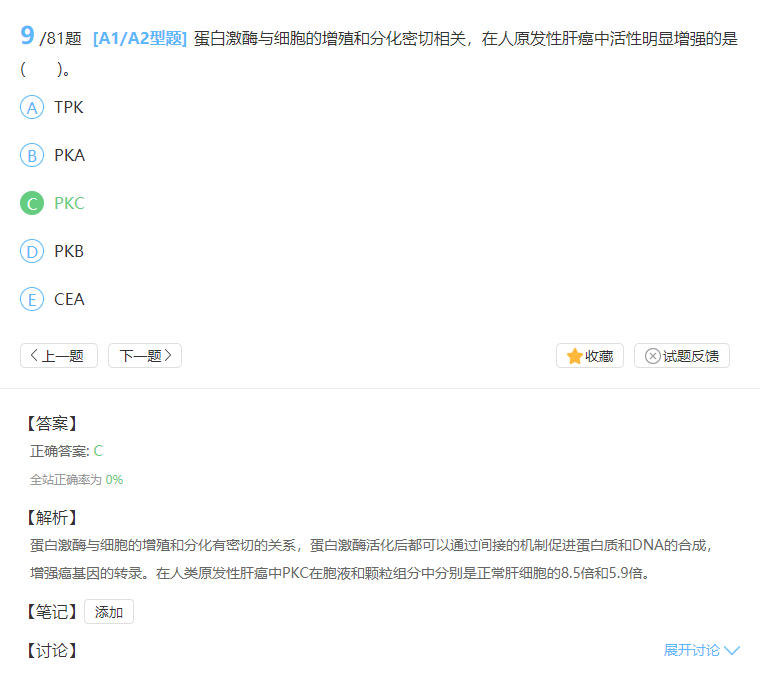 9 /81题 [A1/A2型题] 蛋白激酶与细胞的增殖和分化密切相关，在人原发性肝癌中活性明显增强的是
(　　)。
A TPK
B PKA
C PKC
D PKB
E CEA
上一题 下一题 收藏 试题反馈
【答案】
正确答案: C
全站正确率为 0%
【解析】
蛋白激酶与细胞的增殖和分化有密切的关系，蛋白激酶活化后都可以通过间接的机制促进蛋白质和DNA的合成，
增强癌基因的转录。在人类原发性肝癌中PKC在胞液和颗粒组分中分别是正常肝细胞的8.5倍和5.9倍。
【笔记】 添加
【讨论】 展开讨论